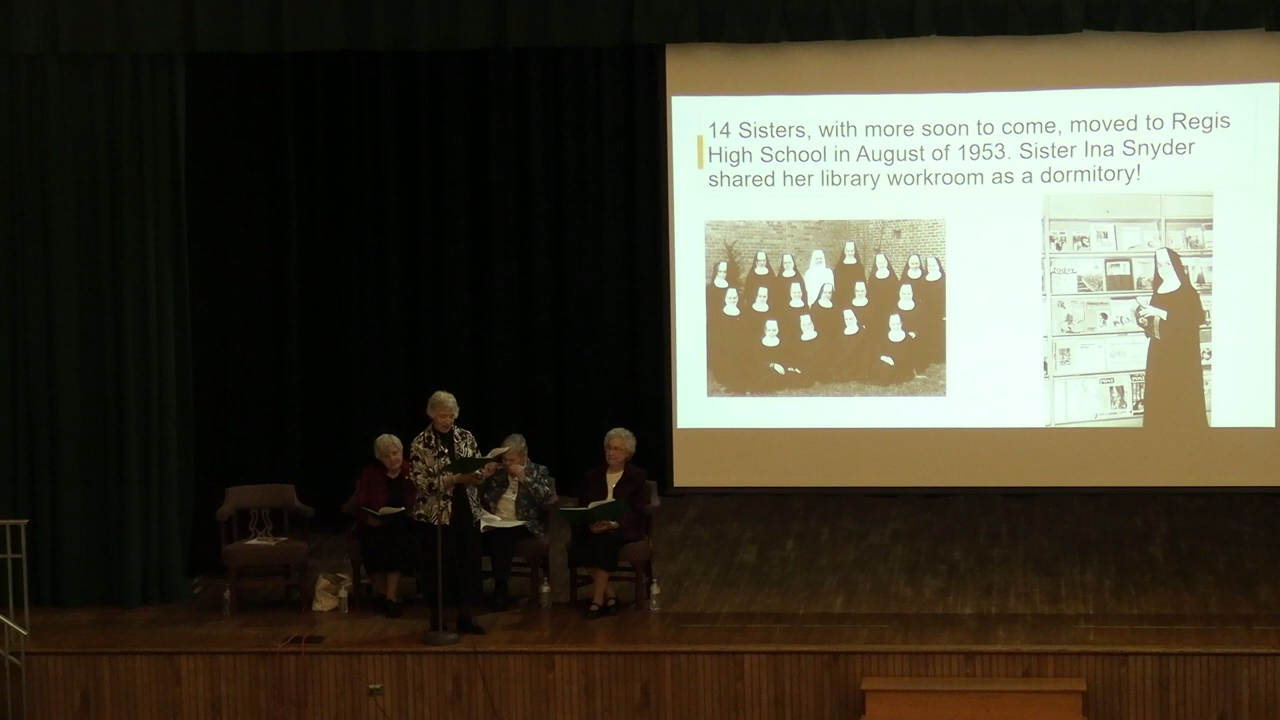 14 Sisters, with more soon to come, moved to Regis
High School in August of 1953. Sister Ina Snyder
shared her library workroom as a dormitory!